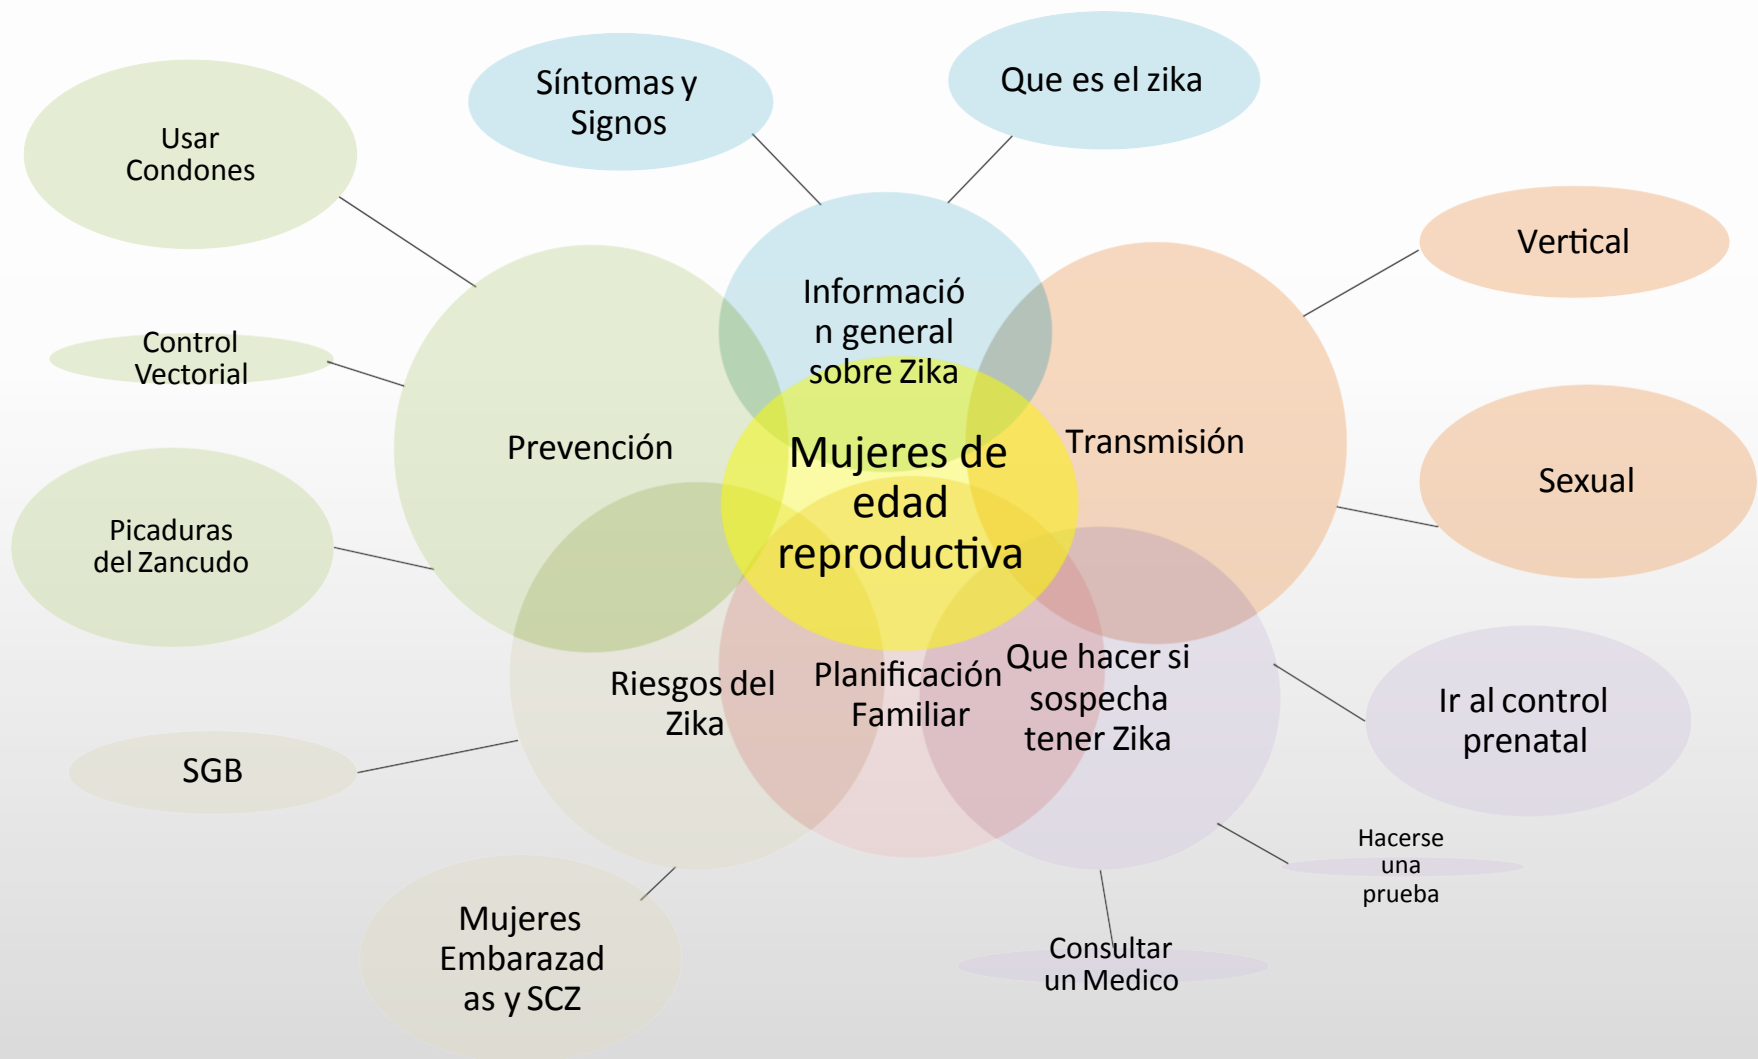 Síntomas y
Signos
Que es el zika
Usar
Condones
Vertical
Informació
n general
sobre Zika
Control
Vectorial
Prevención
Mujeres de
edad
reproductiva
Transmisión
Sexual
Picaduras
del Zancudo
Riesgos del
Zika
Planificación
Familiar
Que hacer si
sospecha
tener Zika
Ir al control
prenatal
SGB
Hacerse
una
prueba
Mujeres
Embarazad
as y SCZ
Consultar
un Medico